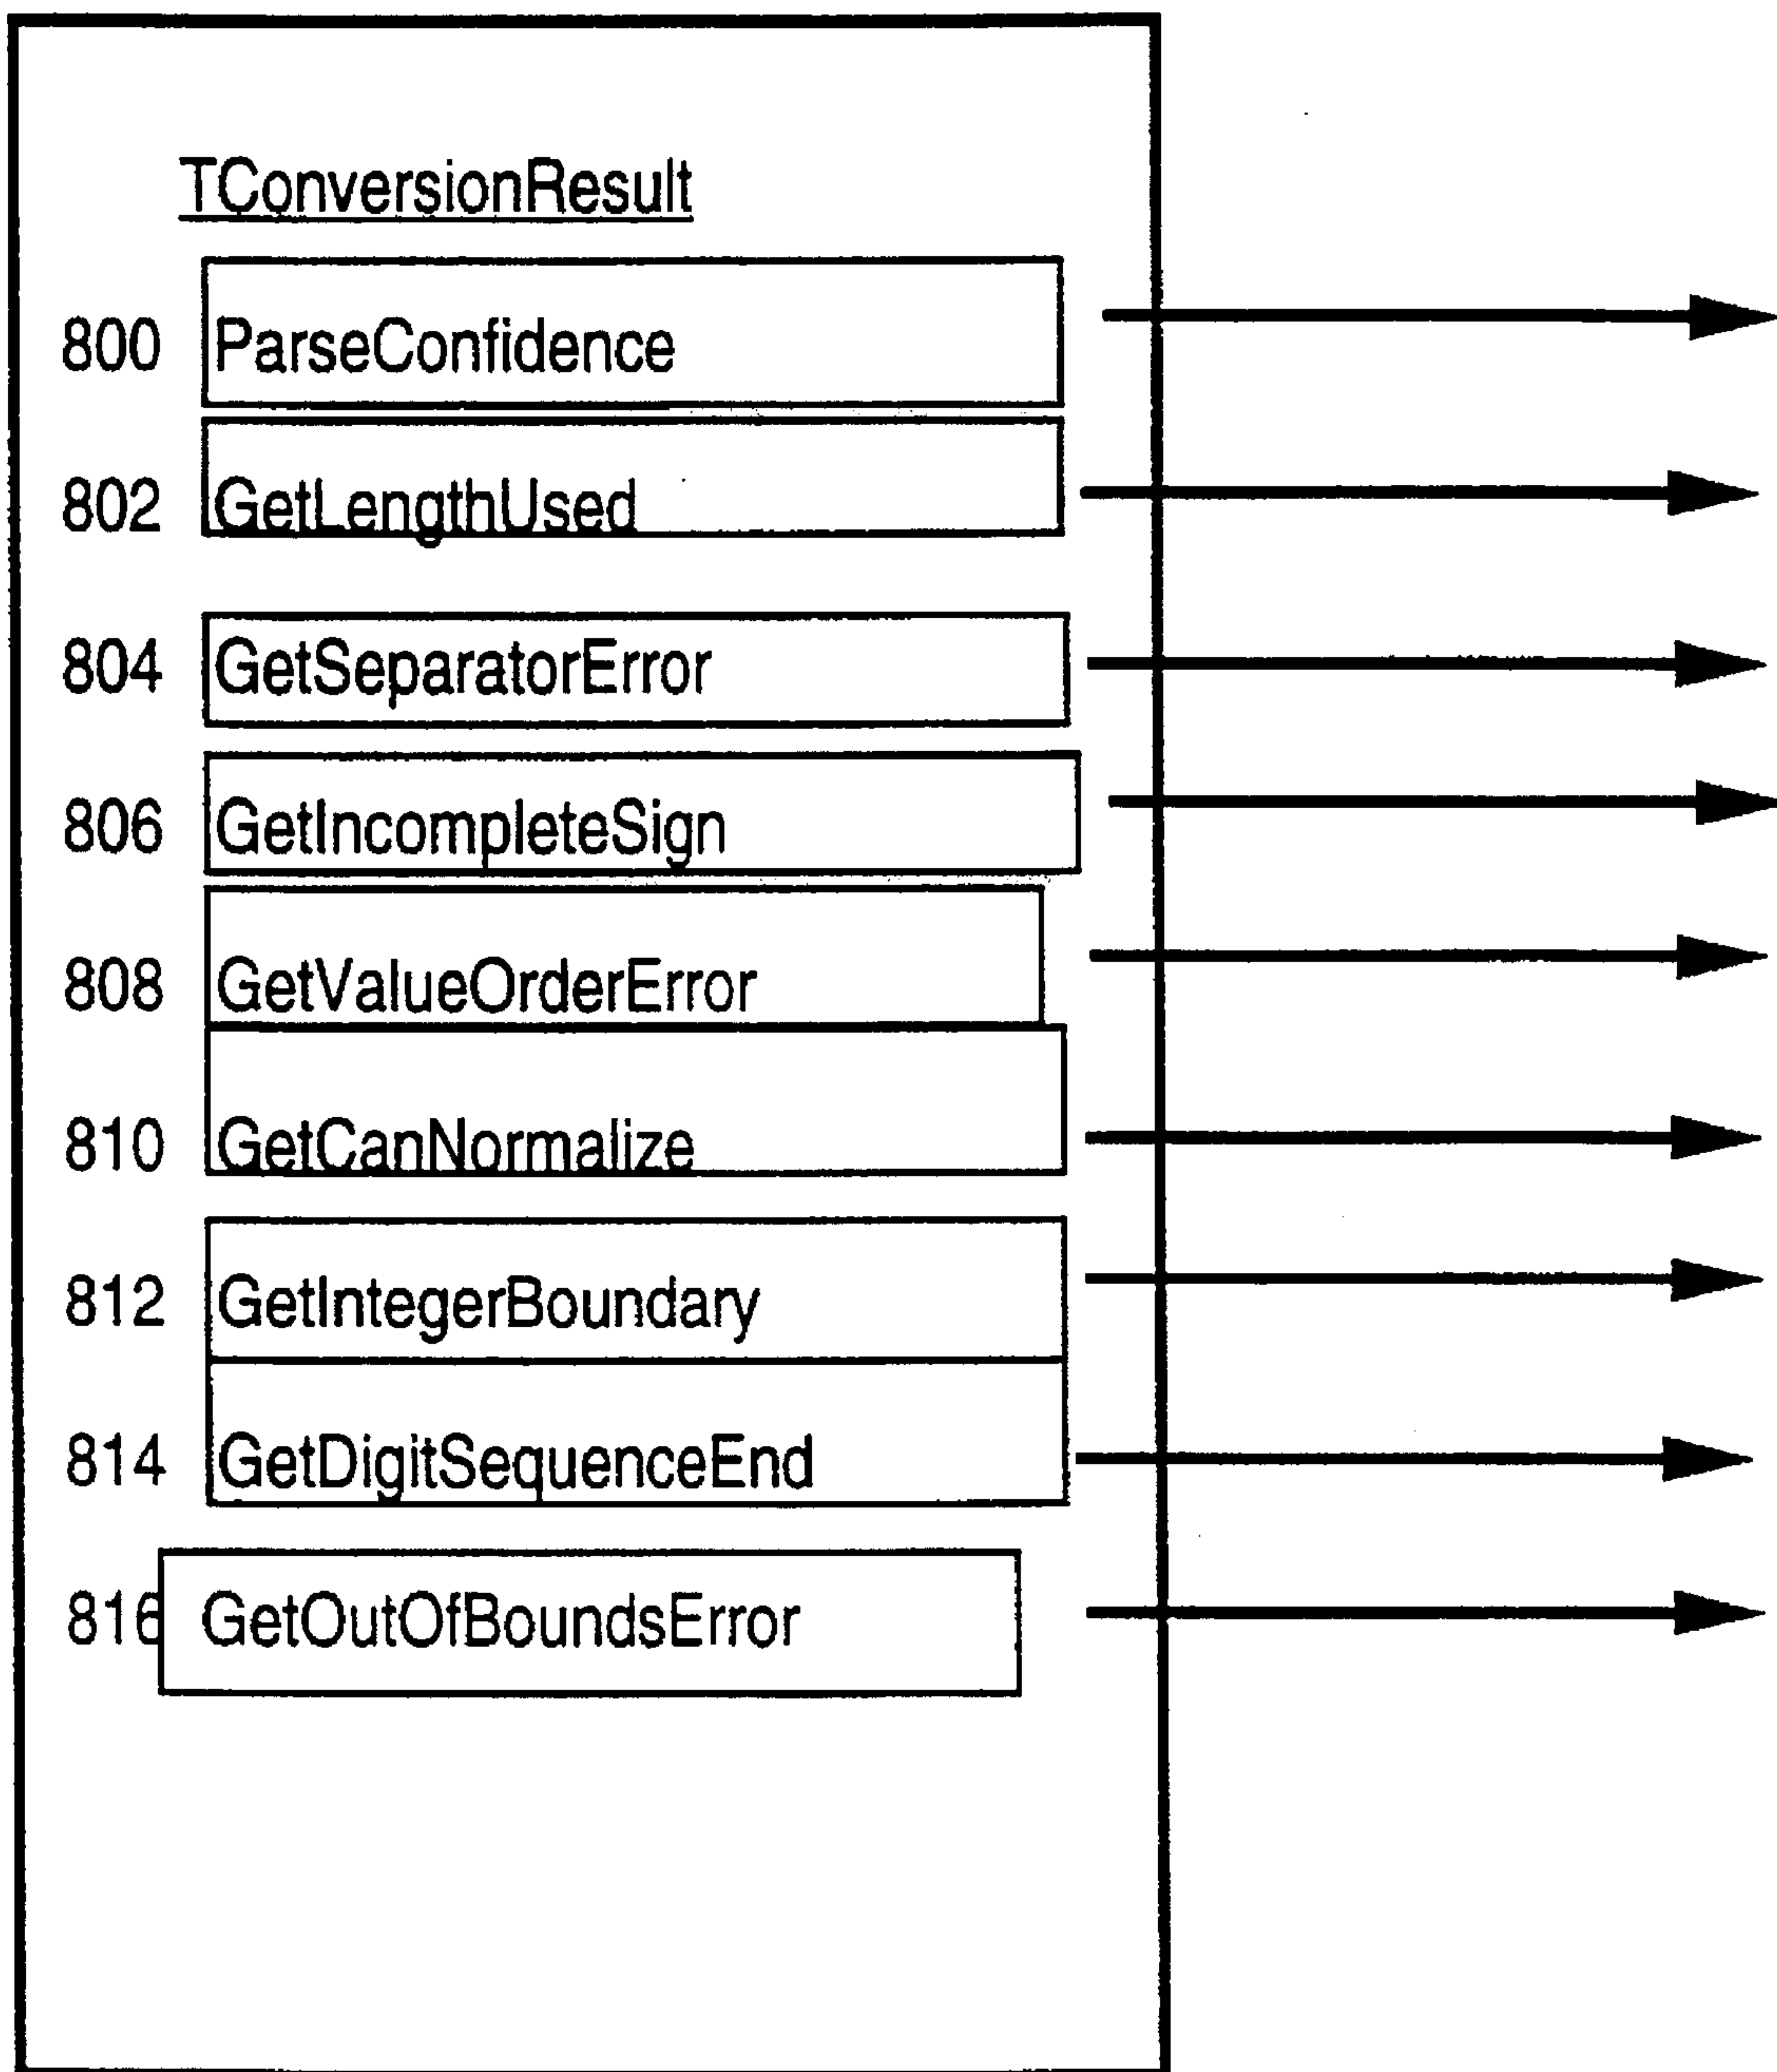 TConversionResult
800 ParseConfidence
802 GetLengthUsed
804 GetSeparatorError
806 GetIncompleteSign
808 GetValueOrderError
810 GetCanNormalize
812 GetIntegerBoundary
814 GetDigitSequenceEnd
816 GetOutOfBoundsError